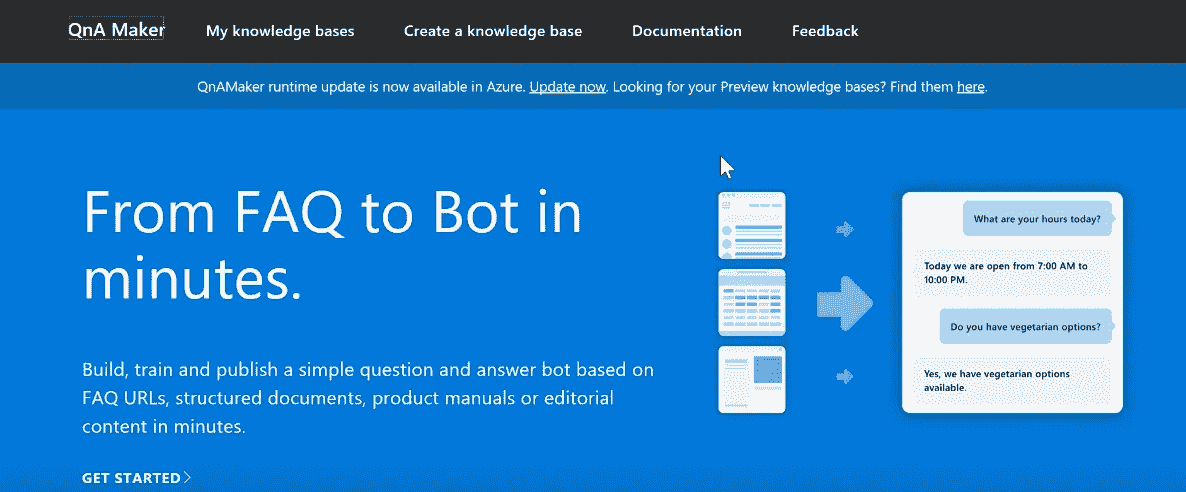 QnA Maker My knowledge bases Create a knowledge base Documentation Feedback
QnAMaker runtime update is now available in Azure. Update now. Looking for your Preview knowledge bases? Find them here.
From FAQ to Bot in
minutes.
Build, train and publish a simple question and answer bot based on
FAQ URLs, structured documents, product manuals or editorial
content in minutes.
GET STARTED
What are your hours today?
Today we are open from 7:00 AM to
10:00 PM.
Do you have vegetarian options?
Yes, we have vegetarian options
available.